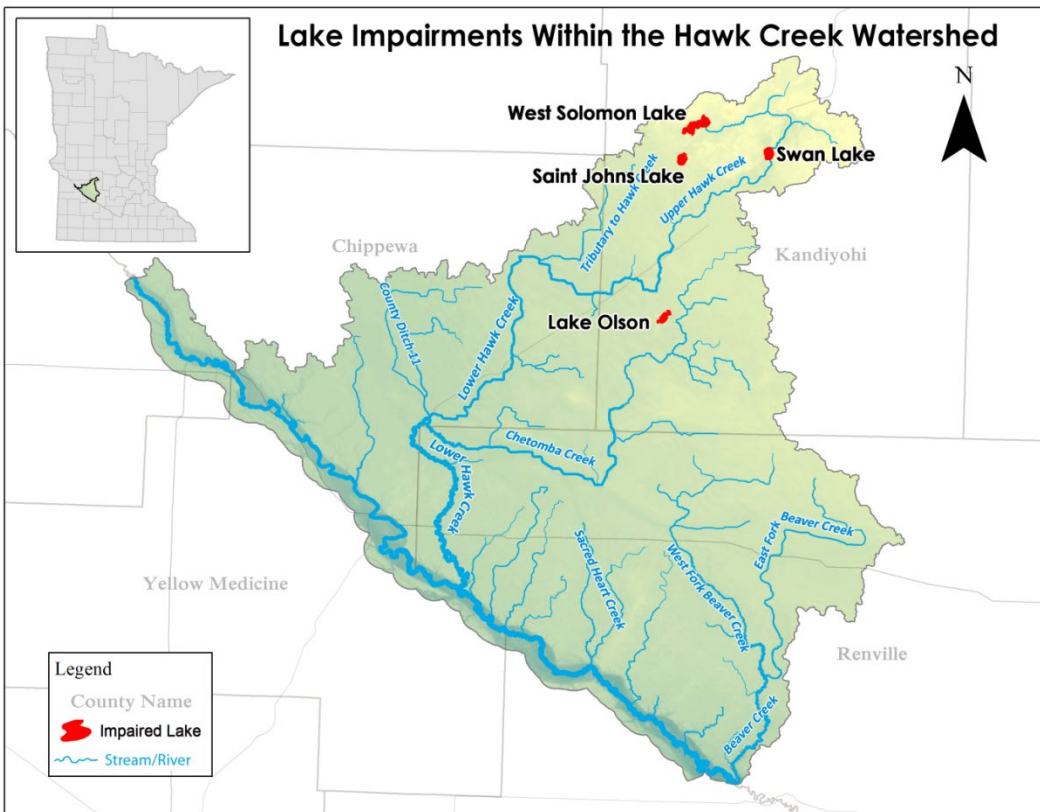 Lake Impairments Within the Hawk Creek Watershed
N
West Solomon Lake
Swan Lake
Saint Johns Lake
Tributary to Hawk Creek
Upper Hawk Creek
Chippewa
Kandiyohi
County Ditch 11
Lake Olson
Lower Hawk Creek
Chetomba Creek
Lower Hawk Creek
Beaver Creek
East Fork
Sacred Heart Creek
West Fork Beaver Creek
Yellow Medicine
Renville
Beaver Creek
Legend
County Name
Impaired Lake
Stream/River